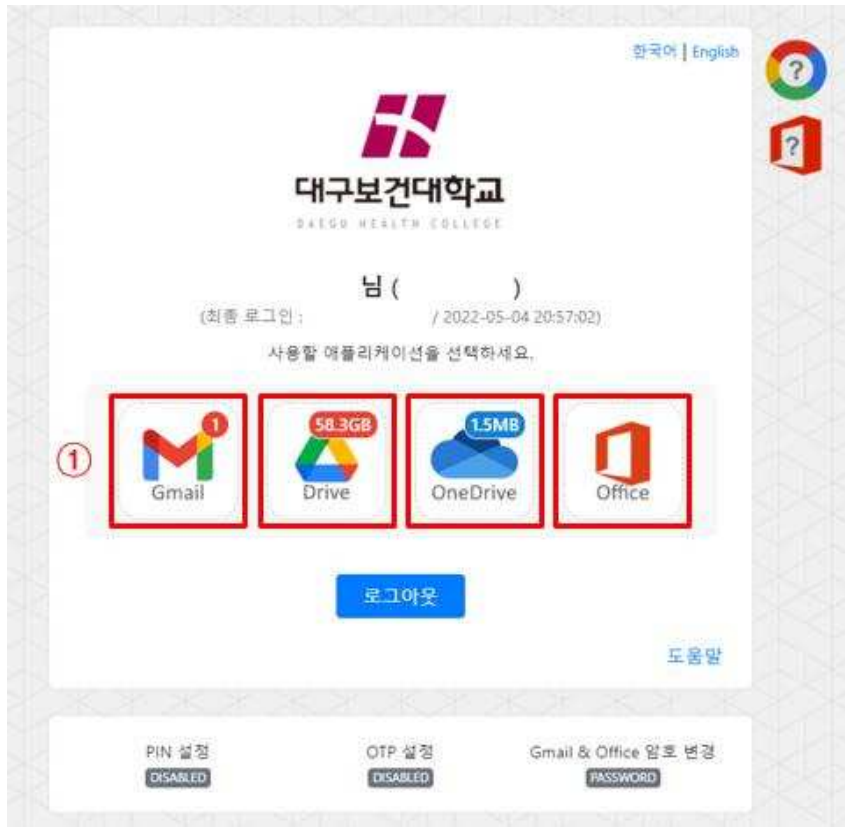 한국어 | English
?
?
대구보건대학교
DAEGU HEALTH COLLEGE
님 ( )
(최종 로그인 : / 2022-05-04 20:57:02)
사용할 애플리케이션을 선택하세요.
①
1
Gmail
58.3GB
Drive
1.5MB
OneDrive
Office
로그아웃
도움말
PIN 설정
DISABLED
OTP 설정
DISABLED
Gmail & Office 암호 변경
PASSWORD